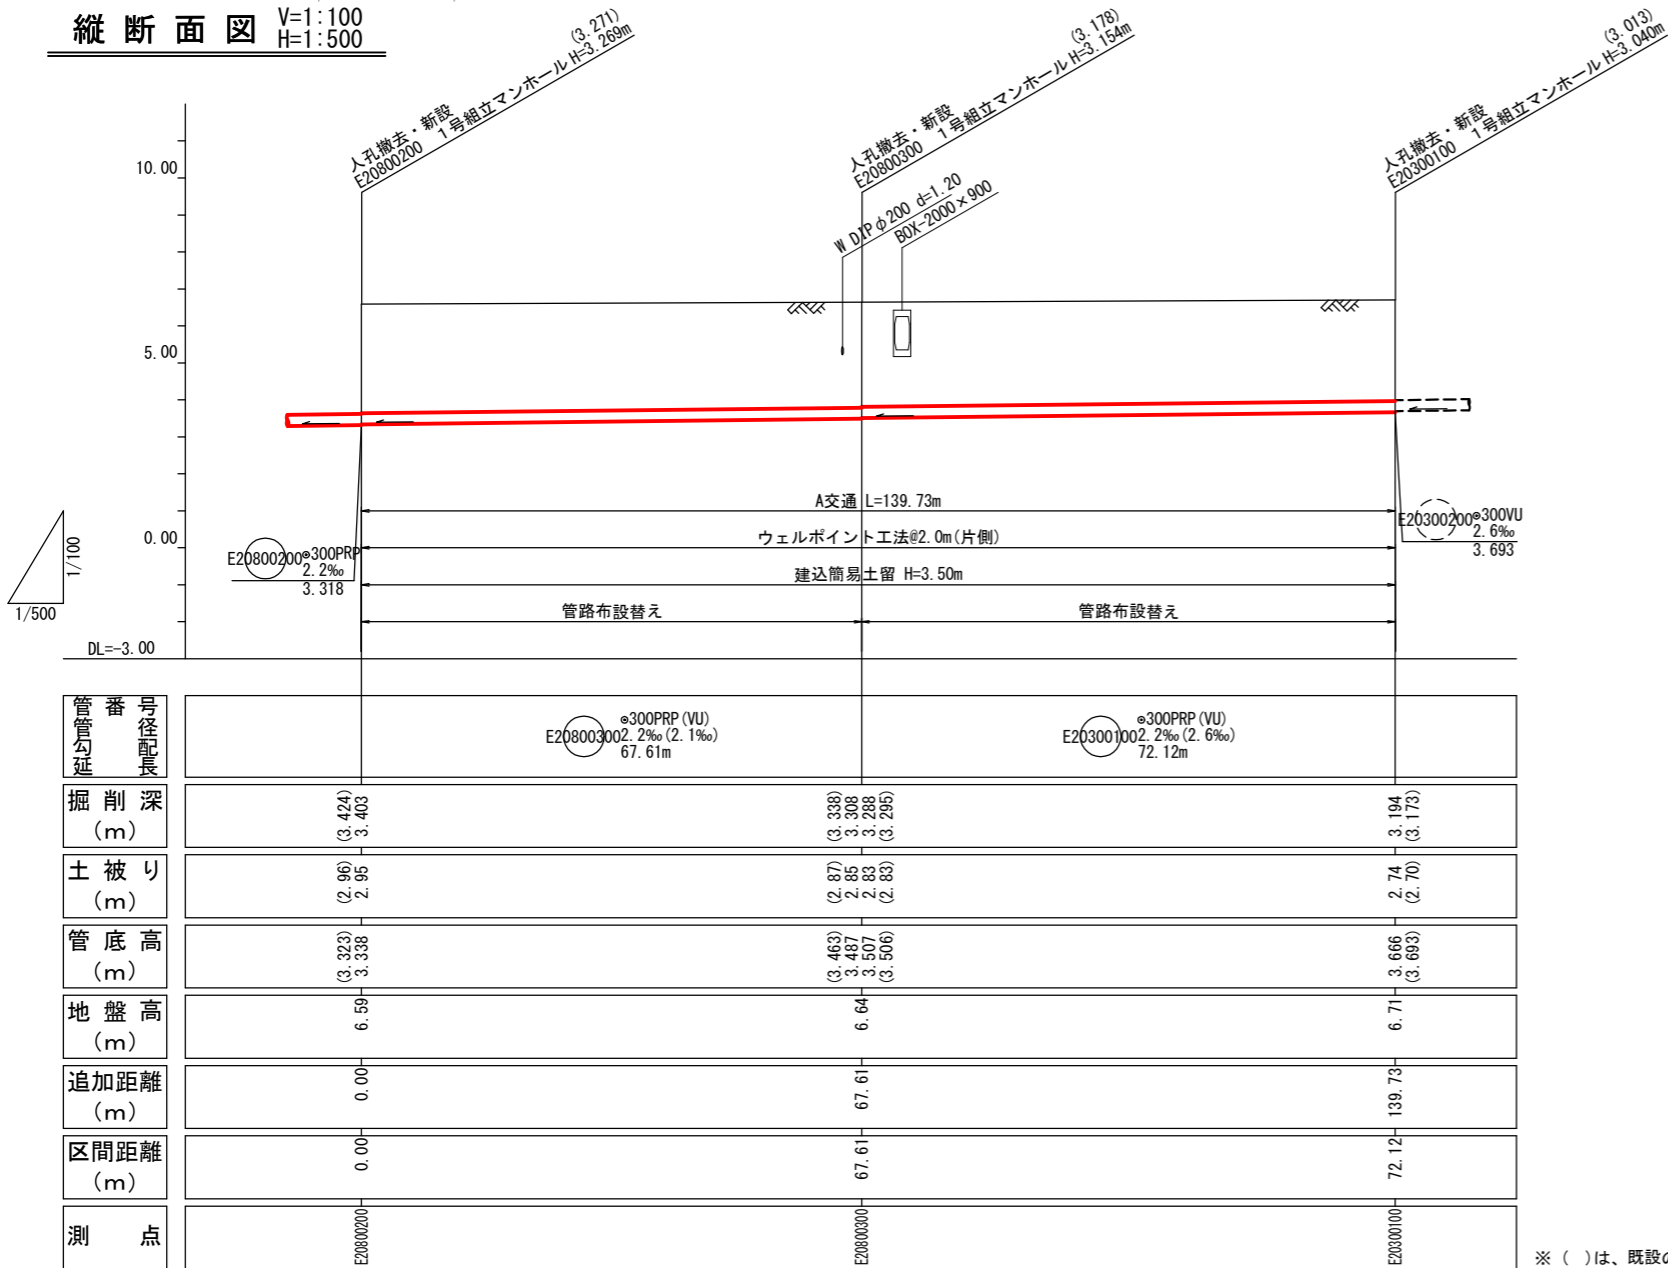 縦断面図 V=1:100
H=1:500
(3.271)
人孔撤去・新設
E20800200 1号組立マンホール H=3.269m
(3.178)
人孔撤去・新設
E20800300 1号組立マンホール H=3.154m
(3.013)
人孔撤去・新設
E20300100 1号組立マンホール H=3.040m
W DIPφ200 d=1.20
BOX-2000×900
10.00
5.00
0.00
DL=-3.00
1/100
1/500
A交通 L=139.73m
ウェルポイント工法@2.0m(片側)
建込簡易土留 H=3.50m
管路布設替え
管路布設替え
E20800200 ⊙300PRP
2.2‰
3.318
E20300200 ⊙300VU
2.6‰
3.693
管番号
管径
勾配
延長
E20800300 ⊙300PRP(VU)
2.2‰(2.1‰)
67.61m
E20300100 ⊙300PRP(VU)
2.2‰(2.6‰)
72.12m
掘削深
(m)
(3.424)
3.403
(3.338)
3.308
3.288
(3.295)
3.194
(3.173)
土被り
(m)
(2.96)
2.95
(2.87)
2.85
2.83
(2.83)
2.74
(2.70)
管底高
(m)
(3.323)
3.338
(3.463)
3.487
3.507
(3.506)
3.666
(3.693)
地盤高
(m)
6.59
6.64
6.71
追加距離
(m)
0.00
67.61
139.73
区間距離
(m)
0.00
67.61
72.12
測点
E20800200
E20800300
E20300100
※( )は、既設の